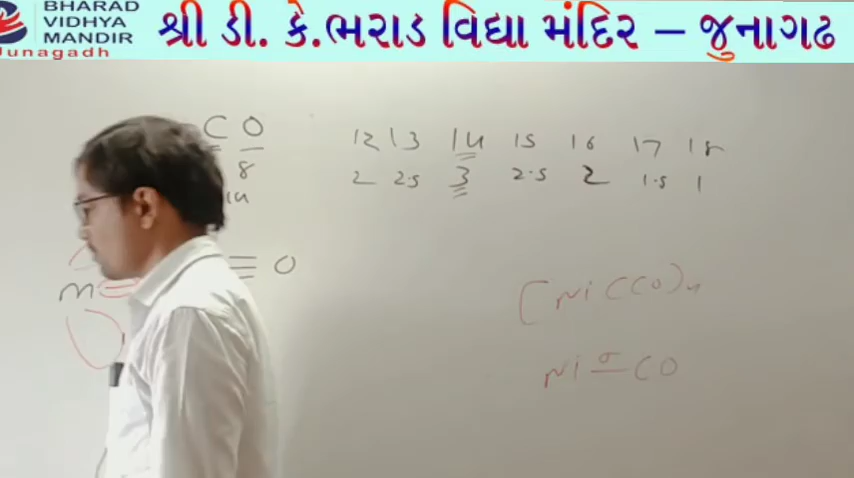 BHARAD
VIDHYA
MANDIR
Junagadh
શ્રી ડી. કે.ભરાડ વિદ્યા મંદિર – જુનાગઢ
C O
8
14
12 13 14 15 16 17 18
2 2.5 3 2.5 2 1.5 1
≡ O
M
[Ni(CO)4
Ni σ CO